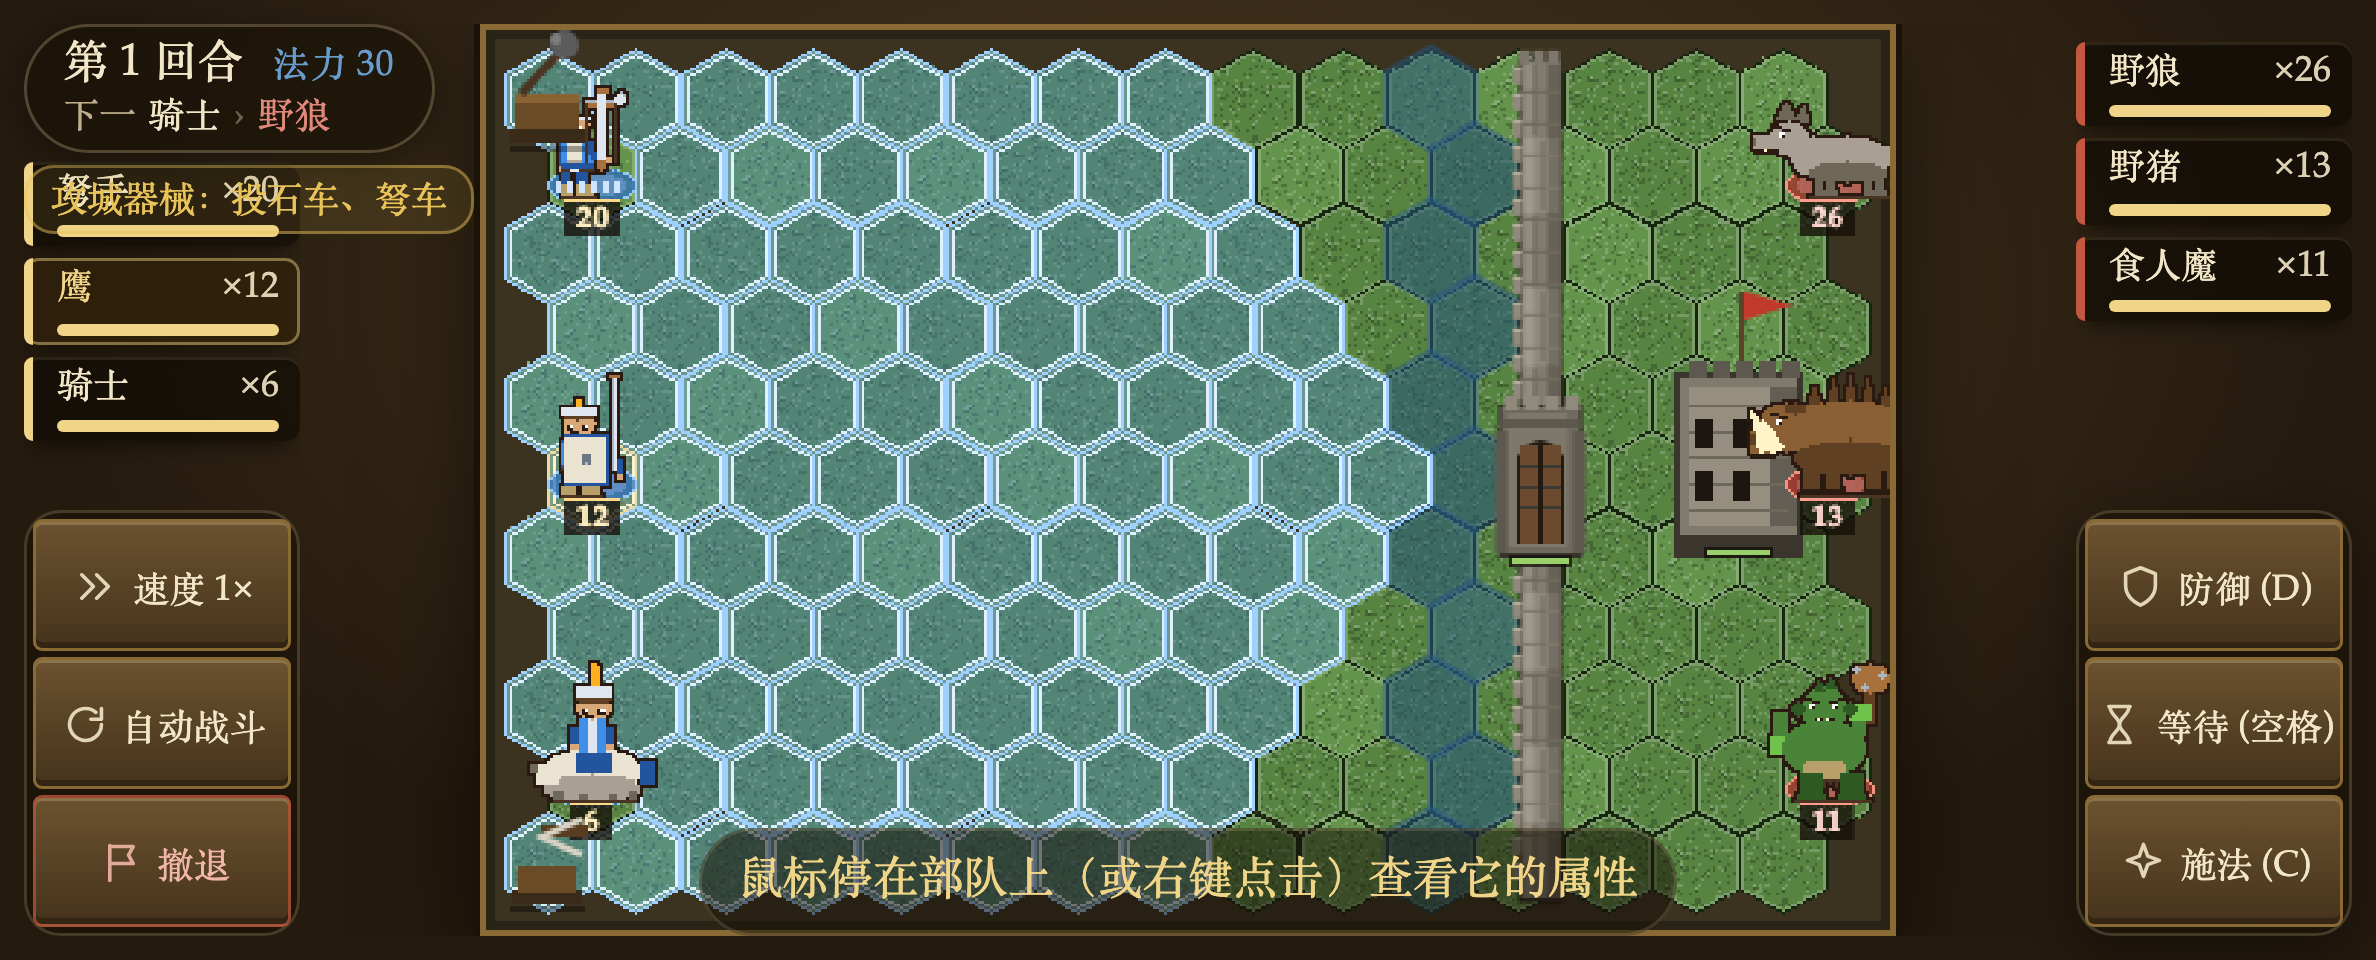 第 1 回合 法力 30
下一 骑士 › 野狼
弩手 ×20
攻城器械：投石车、弩车
鹰 ×12
骑士 ×6
速度 1×
自动战斗
撤退
20
12
6
26
13
11
鼠标停在部队上（或右键点击）查看它的属性
野狼 ×26
野猪 ×13
食人魔 ×11
防御 (D)
等待 (空格)
施法 (C)